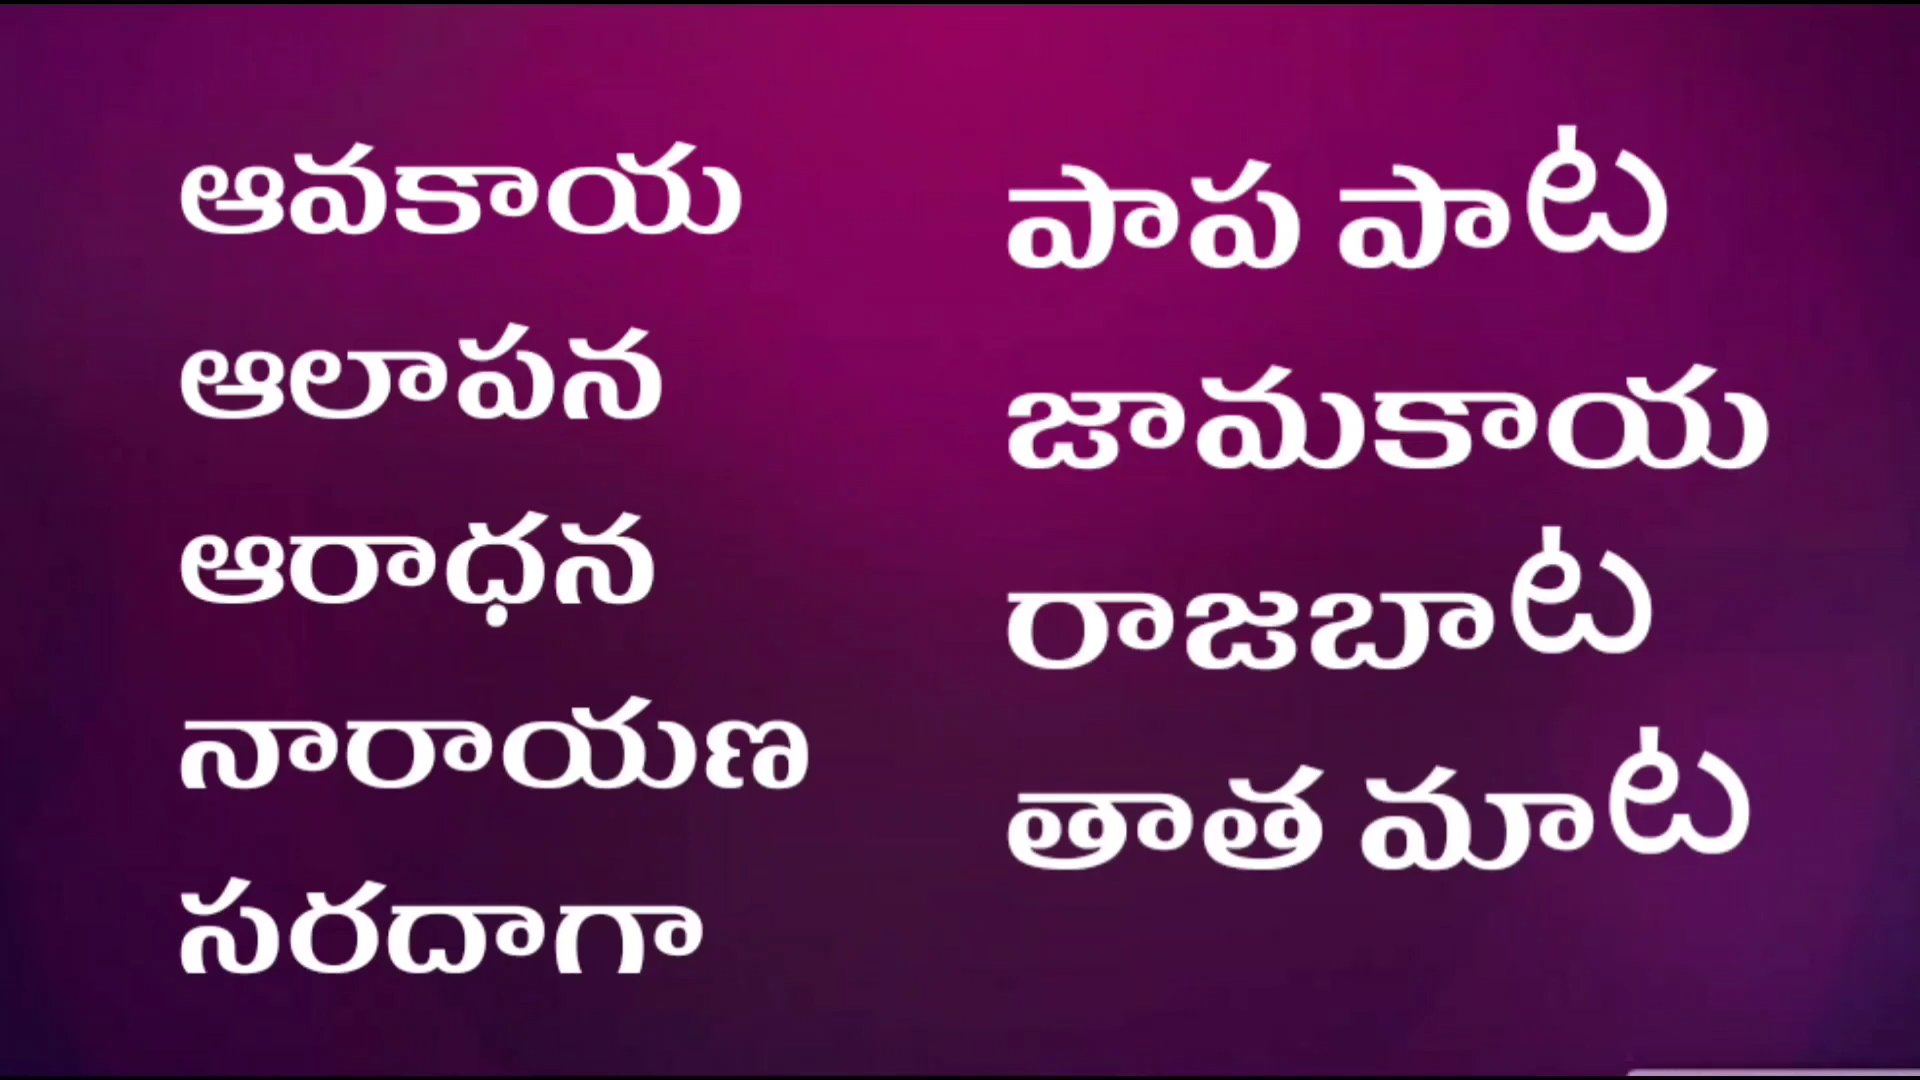 ఆవకాయ
ఆలాపన
ఆరాధన
నారాయణ
సరదాగా
పాప పాట
జామకాయ
రాజబాట
తాత మాట